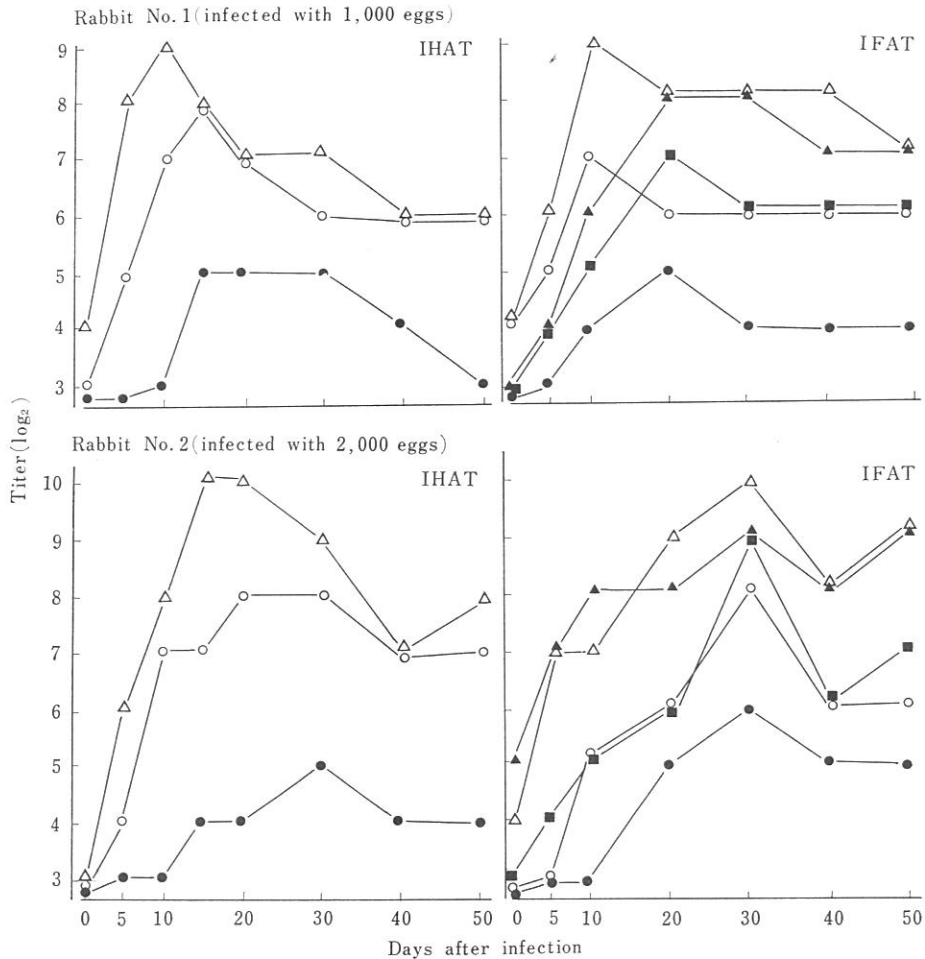 Rabbit No. 1 (infected with 1,000 eggs)
IHAT
IFAT
9
8
7
6
5
4
3
Rabbit No. 2 (infected with 2,000 eggs)
IHAT
IFAT
10
9
8
7
6
5
4
3
Titer (log₂)
0 5 10 20 30 40 50
0 5 10 20 30 40 50
Days after infection